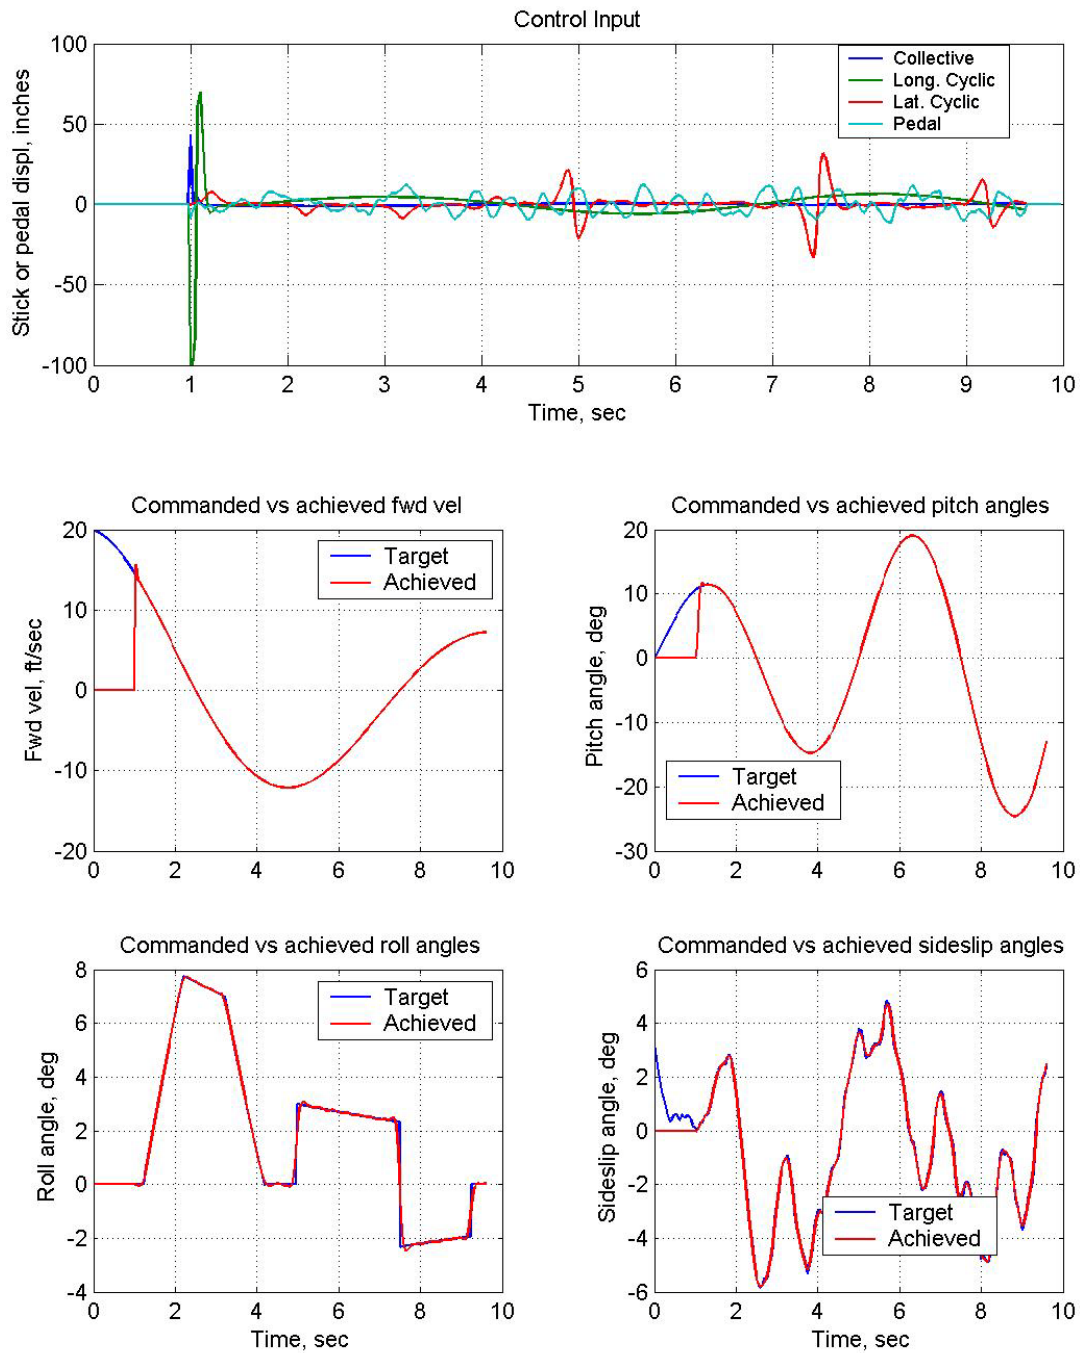 Control Input
Stick or pedal displ, inches
100
50
0
-50
-100
Collective
Long. Cyclic
Lat. Cyclic
Pedal
0 1 2 3 4 5 6 7 8 9 10
Time, sec
Commanded vs achieved fwd vel
Fwd vel, ft/sec
20
10
0
-10
-20
Target
Achieved
0 2 4 6 8 10
Commanded vs achieved pitch angles
Pitch angle, deg
20
10
0
-10
-20
-30
Target
Achieved
0 2 4 6 8 10
Commanded vs achieved roll angles
Roll angle, deg
8
6
4
2
0
-2
-4
Target
Achieved
0 2 4 6 8 10
Time, sec
Commanded vs achieved sideslip angles
Sideslip angle, deg
6
4
2
0
-2
-4
-6
Target
Achieved
0 2 4 6 8 10
Time, sec